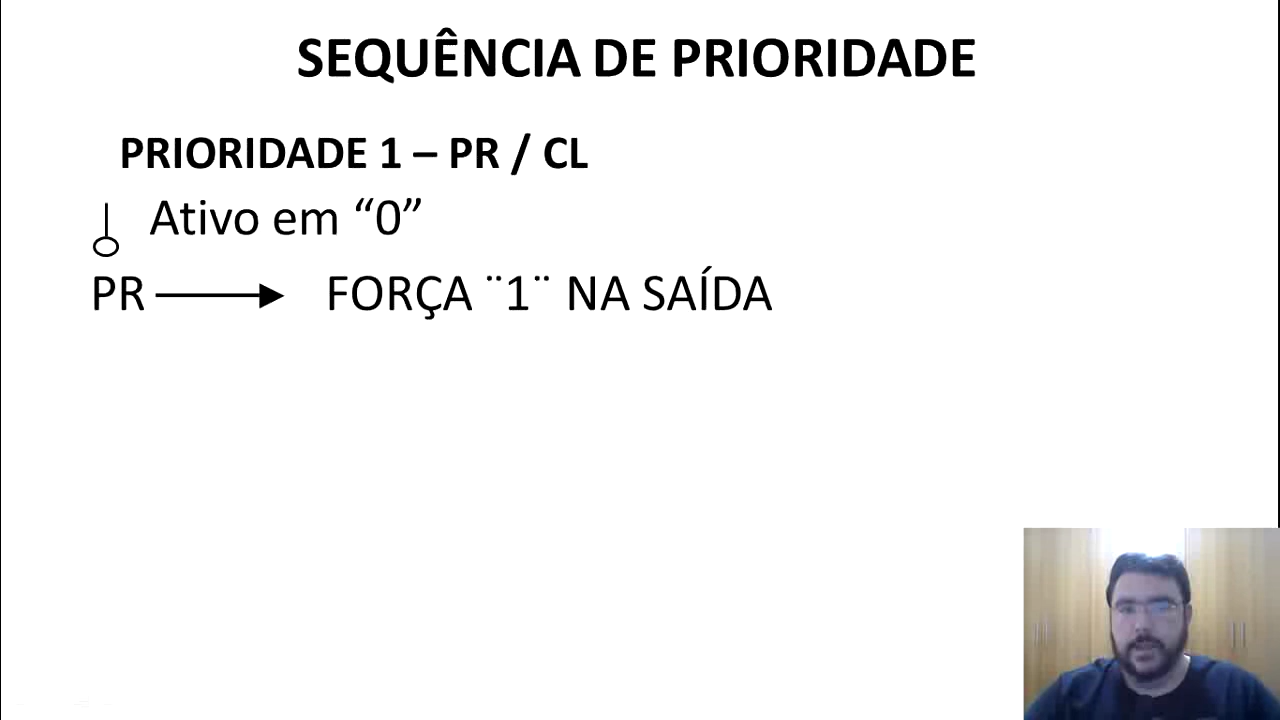 SEQUÊNCIA DE PRIORIDADE
PRIORIDADE 1 – PR / CL
Ativo em “0”
PR FORÇA ¨1¨ NA SAÍDA